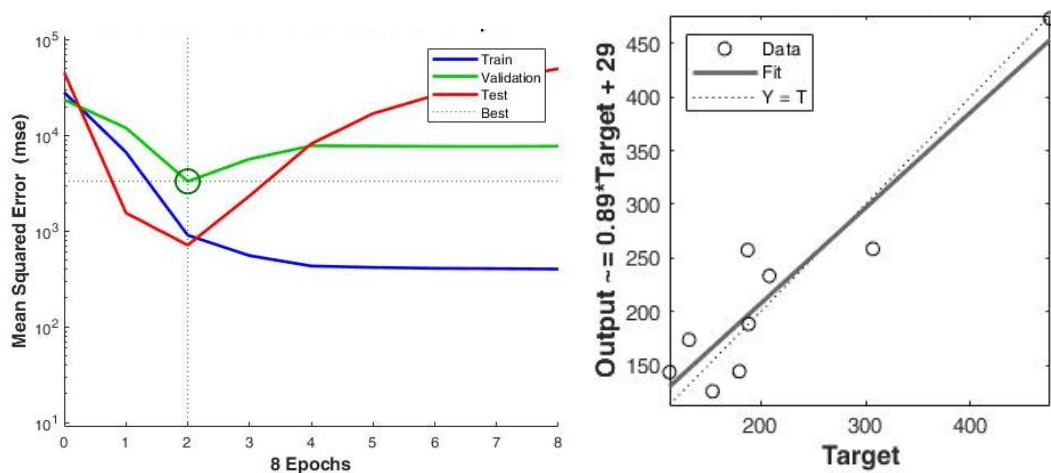 10^5
10^4
10^3
10^2
10^1
Mean Squared Error (mse)
0 1 2 3 4 5 6 7 8
8 Epochs
Train
Validation
Test
Best
450
400
350
300
250
200
150
Output ~= 0.89*Target + 29
Data
Fit
Y = T
200 400
Target